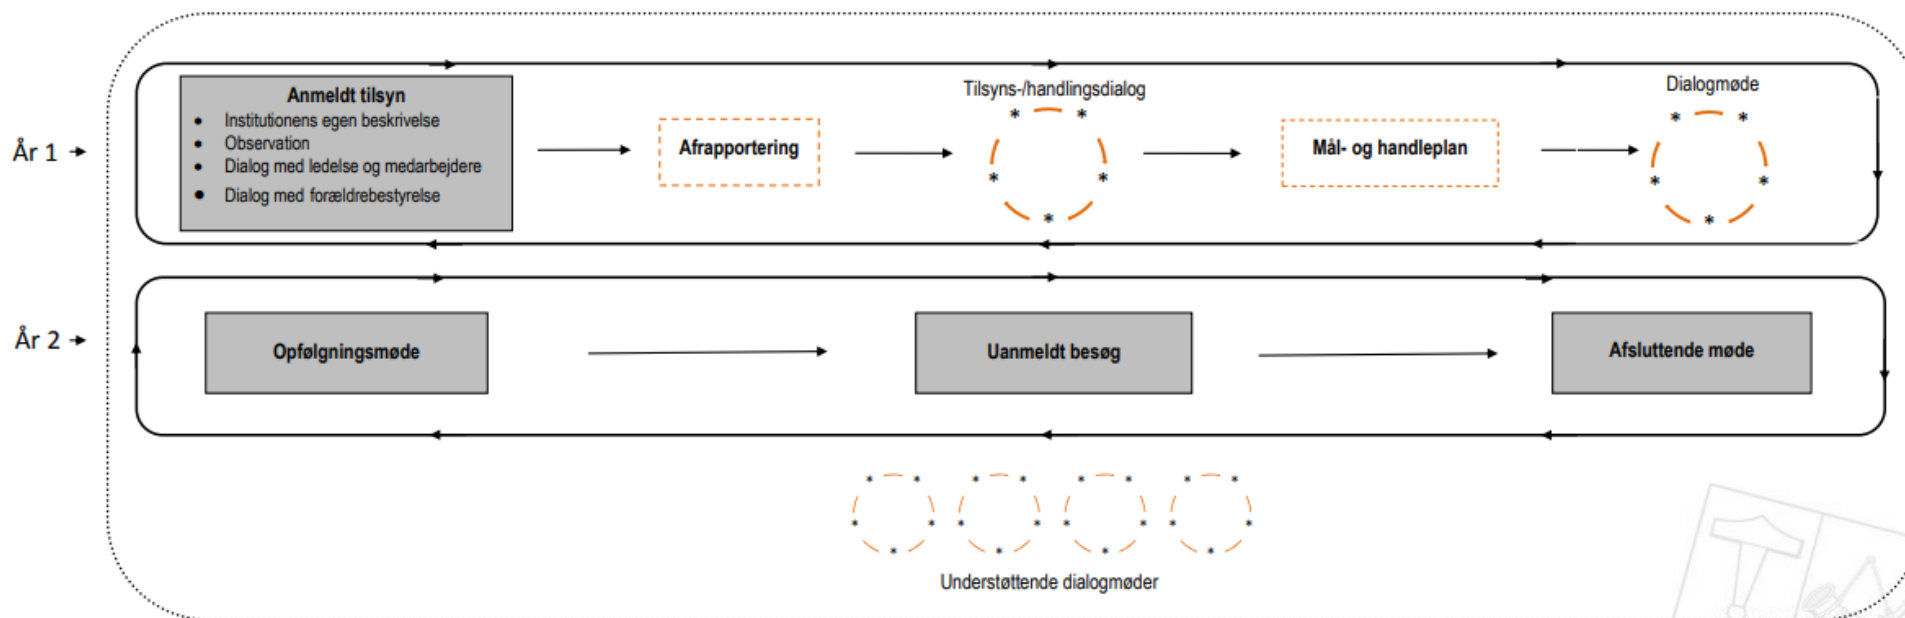 År 1
Anmeldt tilsyn
• Institutionens egen beskrivelse
• Observation
• Dialog med ledelse og medarbejdere
• Dialog med forældrebestyrelse
Afrapportering
Tilsyns-/handlingsdialog
Mål- og handleplan
Dialogmøde
År 2
Opfølgningsmøde
Uanmeldt besøg
Afsluttende møde
Understøttende dialogmøder